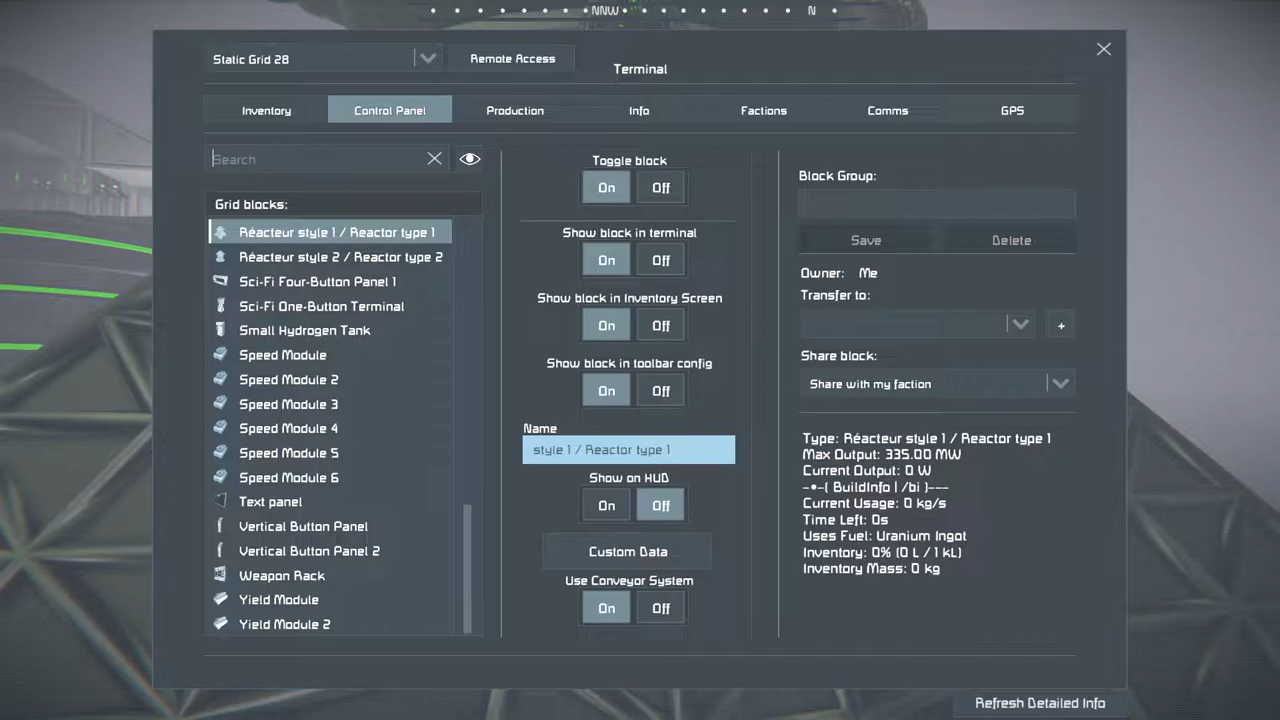 NNW
N
Static Grid 28
Remote Access
Terminal
Inventory
Control Panel
Production
Info
Factions
Comms
GPS
Search
Grid blocks:
Réacteur style 1 / Reactor type 1
Réacteur style 2 / Reactor type 2
Sci-Fi Four-Button Panel 1
Sci-Fi One-Button Terminal
Small Hydrogen Tank
Speed Module
Speed Module 2
Speed Module 3
Speed Module 4
Speed Module 5
Speed Module 6
Text panel
Vertical Button Panel
Vertical Button Panel 2
Weapon Rack
Yield Module
Yield Module 2
Toggle block
On Off
Show block in terminal
On Off
Show block in Inventory Screen
On Off
Show block in toolbar config
On Off
Name
style 1 / Reactor type 1
Show on HUD
On Off
Custom Data
Use Conveyor System
On Off
Block Group:
Save Delete
Owner: Me
Transfer to:
+
Share block:
Share with my faction
Type: Réacteur style 1 / Reactor type 1
Max Output: 335.00 MW
Current Output: 0 W
-•-( BuildInfo | /bi )---
Current Usage: 0 kg/s
Time Left: 0s
Uses Fuel: Uranium Ingot
Inventory: 0% (0 L / 1 kL)
Inventory Mass: 0 kg
Refresh Detailed Info